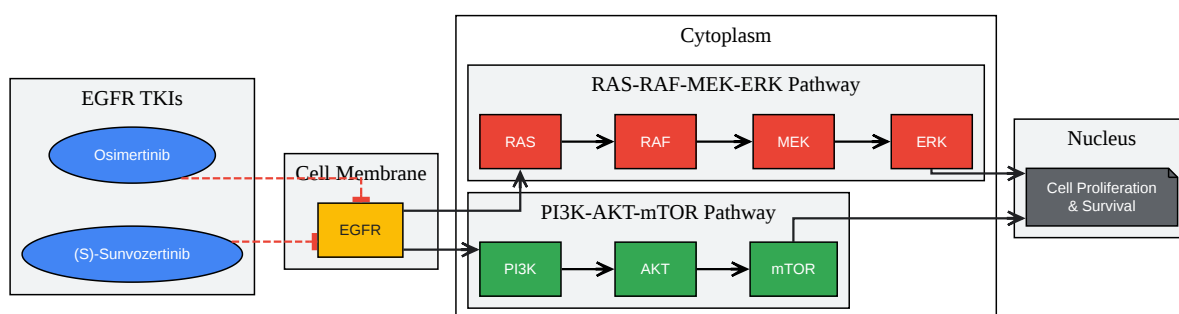 Cytoplasm
RAS-RAF-MEK-ERK Pathway
EGFR TKIs
RAS
RAF
MEK
ERK
Nucleus
Osimertinib
Cell Membrane
Cell Proliferation
& Survival
PI3K-AKT-mTOR Pathway
EGFR
(S)-Sunvozertinib
PI3K
AKT
mTOR